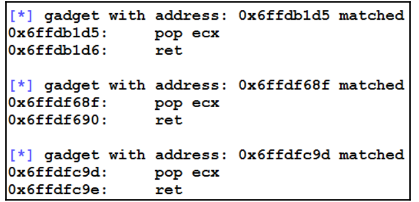 [*] gadget with address: 0x6ffdb1d5 matched
0x6ffdb1d5: pop ecx
0x6ffdb1d6: ret
[*] gadget with address: 0x6ffdf68f matched
0x6ffdf68f: pop ecx
0x6ffdf690: ret
[*] gadget with address: 0x6ffdfc9d matched
0x6ffdfc9d: pop ecx
0x6ffdfc9e: ret